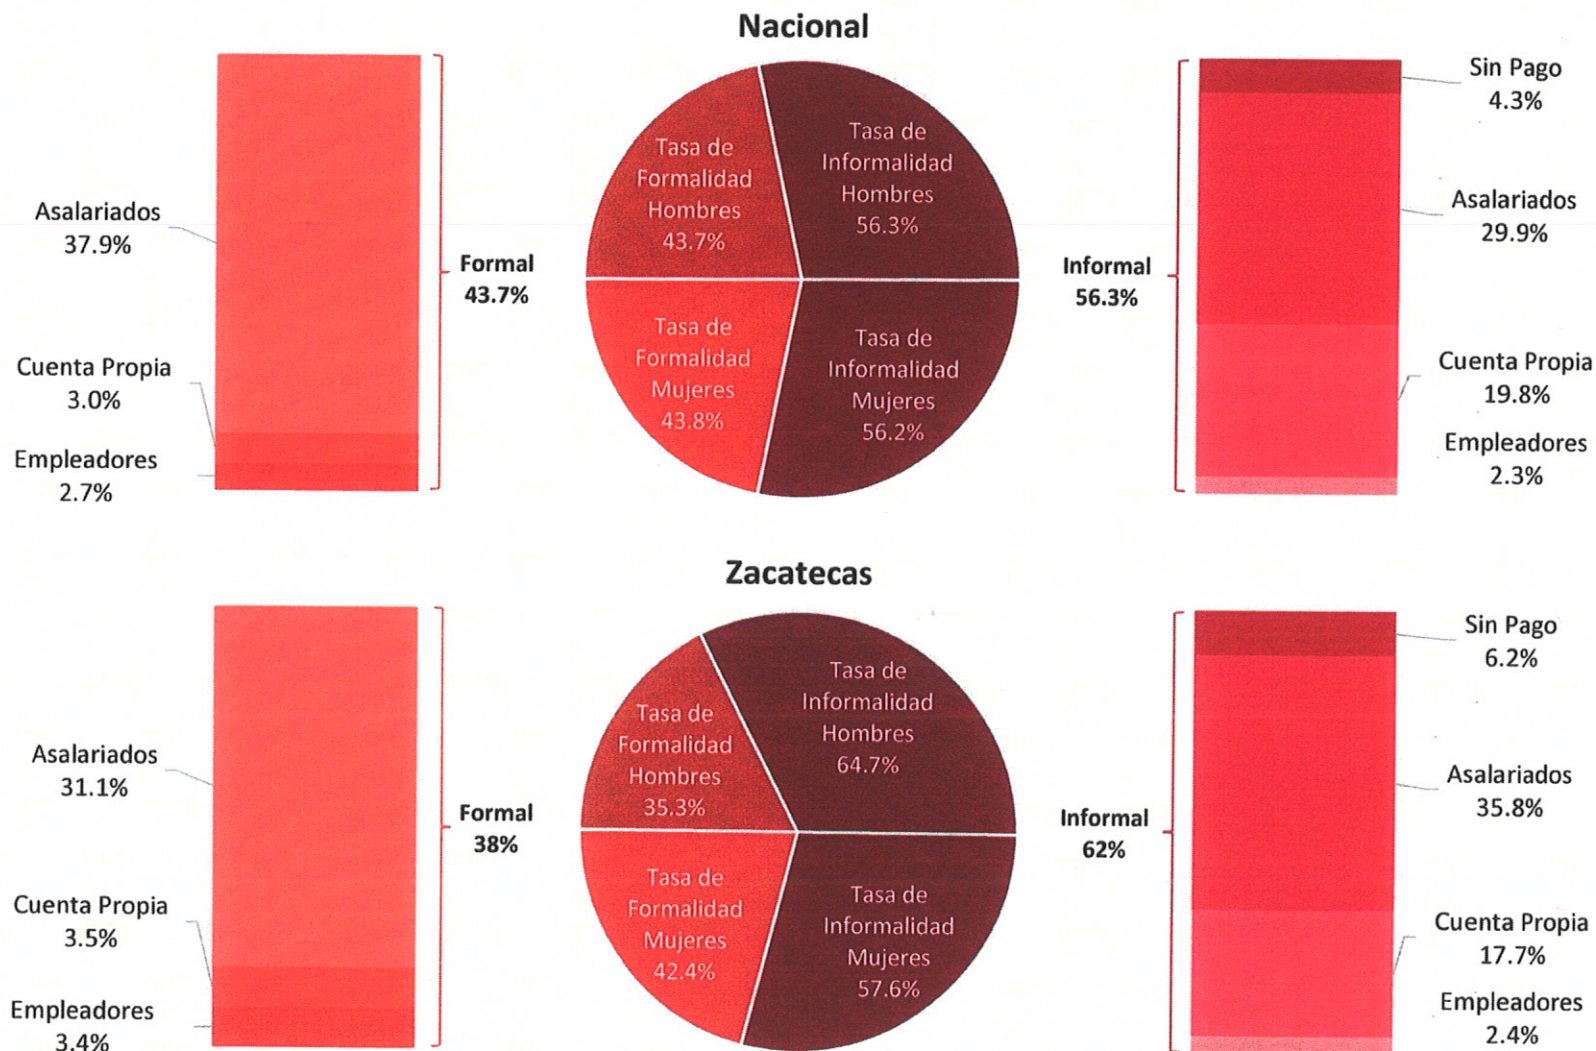 Nacional
Asalariados
37.9%
Cuenta Propia
3.0%
Empleadores
2.7%
Formal
43.7%
Tasa de
Formalidad
Hombres
43.7%
Tasa de
Informalidad
Hombres
56.3%
Tasa de
Formalidad
Mujeres
43.8%
Tasa de
Informalidad
Mujeres
56.2%
Informal
56.3%
Sin Pago
4.3%
Asalariados
29.9%
Cuenta Propia
19.8%
Empleadores
2.3%
Zacatecas
Asalariados
31.1%
Cuenta Propia
3.5%
Empleadores
3.4%
Formal
38%
Tasa de
Formalidad
Hombres
35.3%
Tasa de
Informalidad
Hombres
64.7%
Tasa de
Formalidad
Mujeres
42.4%
Tasa de
Informalidad
Mujeres
57.6%
Informal
62%
Sin Pago
6.2%
Asalariados
35.8%
Cuenta Propia
17.7%
Empleadores
2.4%